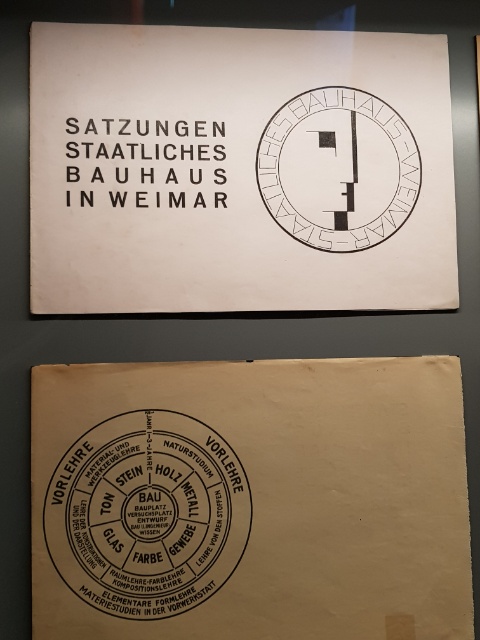 SATZUNGEN
STAATLICHES
BAUHAUS
IN WEIMAR
STAATLICHES BAUHAUS – WEIMAR –
VORLEHRE
VORLEHRE
MATERIAL- UND
WERKZEUGLEHRE
NATURSTUDIUM
LEHRE DER KONSTRUKTIONEN
UND DER DARSTELLUNG
LEHRE VON DEN STOFFEN
RAUMLEHRE-FARBLEHRE
KOMPOSITIONSLEHRE
TON
STEIN
HOLZ
METALL
GEWEBE
FARBE
GLAS
BAU
BAUPLATZ
VERSUCHSPLATZ
ENTWURF
WISSEN
ELEMENTARE FORMLEHRE
MATERIESTUDIEN IN DER VORWERKSTATT